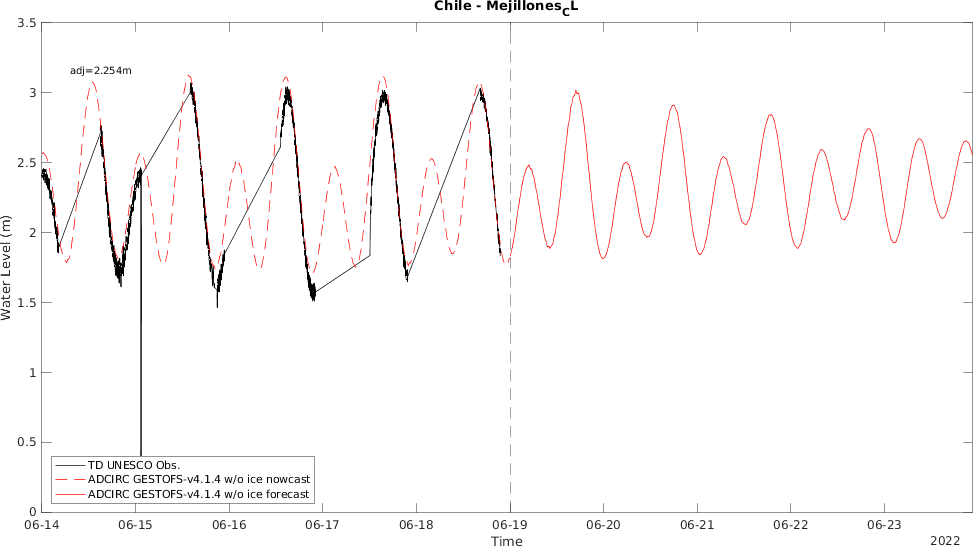 Chile - Mejillones_CL
adj=2.254m
3.5
3
2.5
2
1.5
1
0.5
0
Water Level (m)
TD UNESCO Obs.
ADCIRC GESTOFS-v4.1.4 w/o ice nowcast
ADCIRC GESTOFS-v4.1.4 w/o ice forecast
06-14 06-15 06-16 06-17 06-18 06-19 06-20 06-21 06-22 06-23
Time
2022